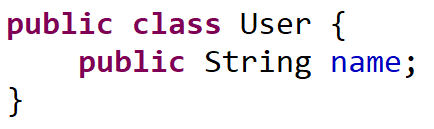 public class User {
    public String name;
}